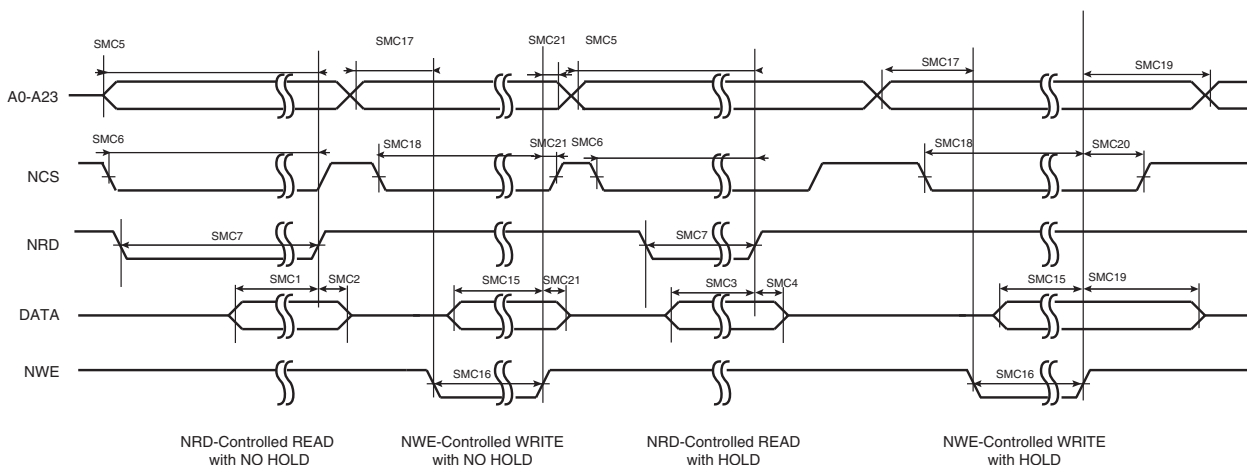 SMC5
SMC17
SMC21
SMC5
SMC17
SMC19
A0-A23
SMC6
SMC18
SMC21
SMC6
SMC18
SMC20
NCS
SMC7
SMC7
NRD
SMC1
SMC2
SMC15
SMC21
SMC3
SMC4
SMC15
SMC19
DATA
NWE
SMC16
SMC16
NRD-Controlled READ
with NO HOLD
NWE-Controlled WRITE
with NO HOLD
NRD-Controlled READ
with HOLD
NWE-Controlled WRITE
with HOLD